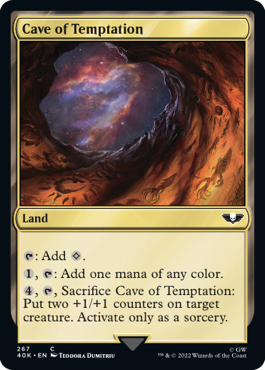 Cave of Temptation
Land
: Add .
1, : Add one mana of any color.
4, , Sacrifice Cave of Temptation:
Put two +1/+1 counters on target
creature. Activate only as a sorcery.
267 C © GW
40K • EN Teodora Dumitriu ™ & © 2022 Wizards of the Coast